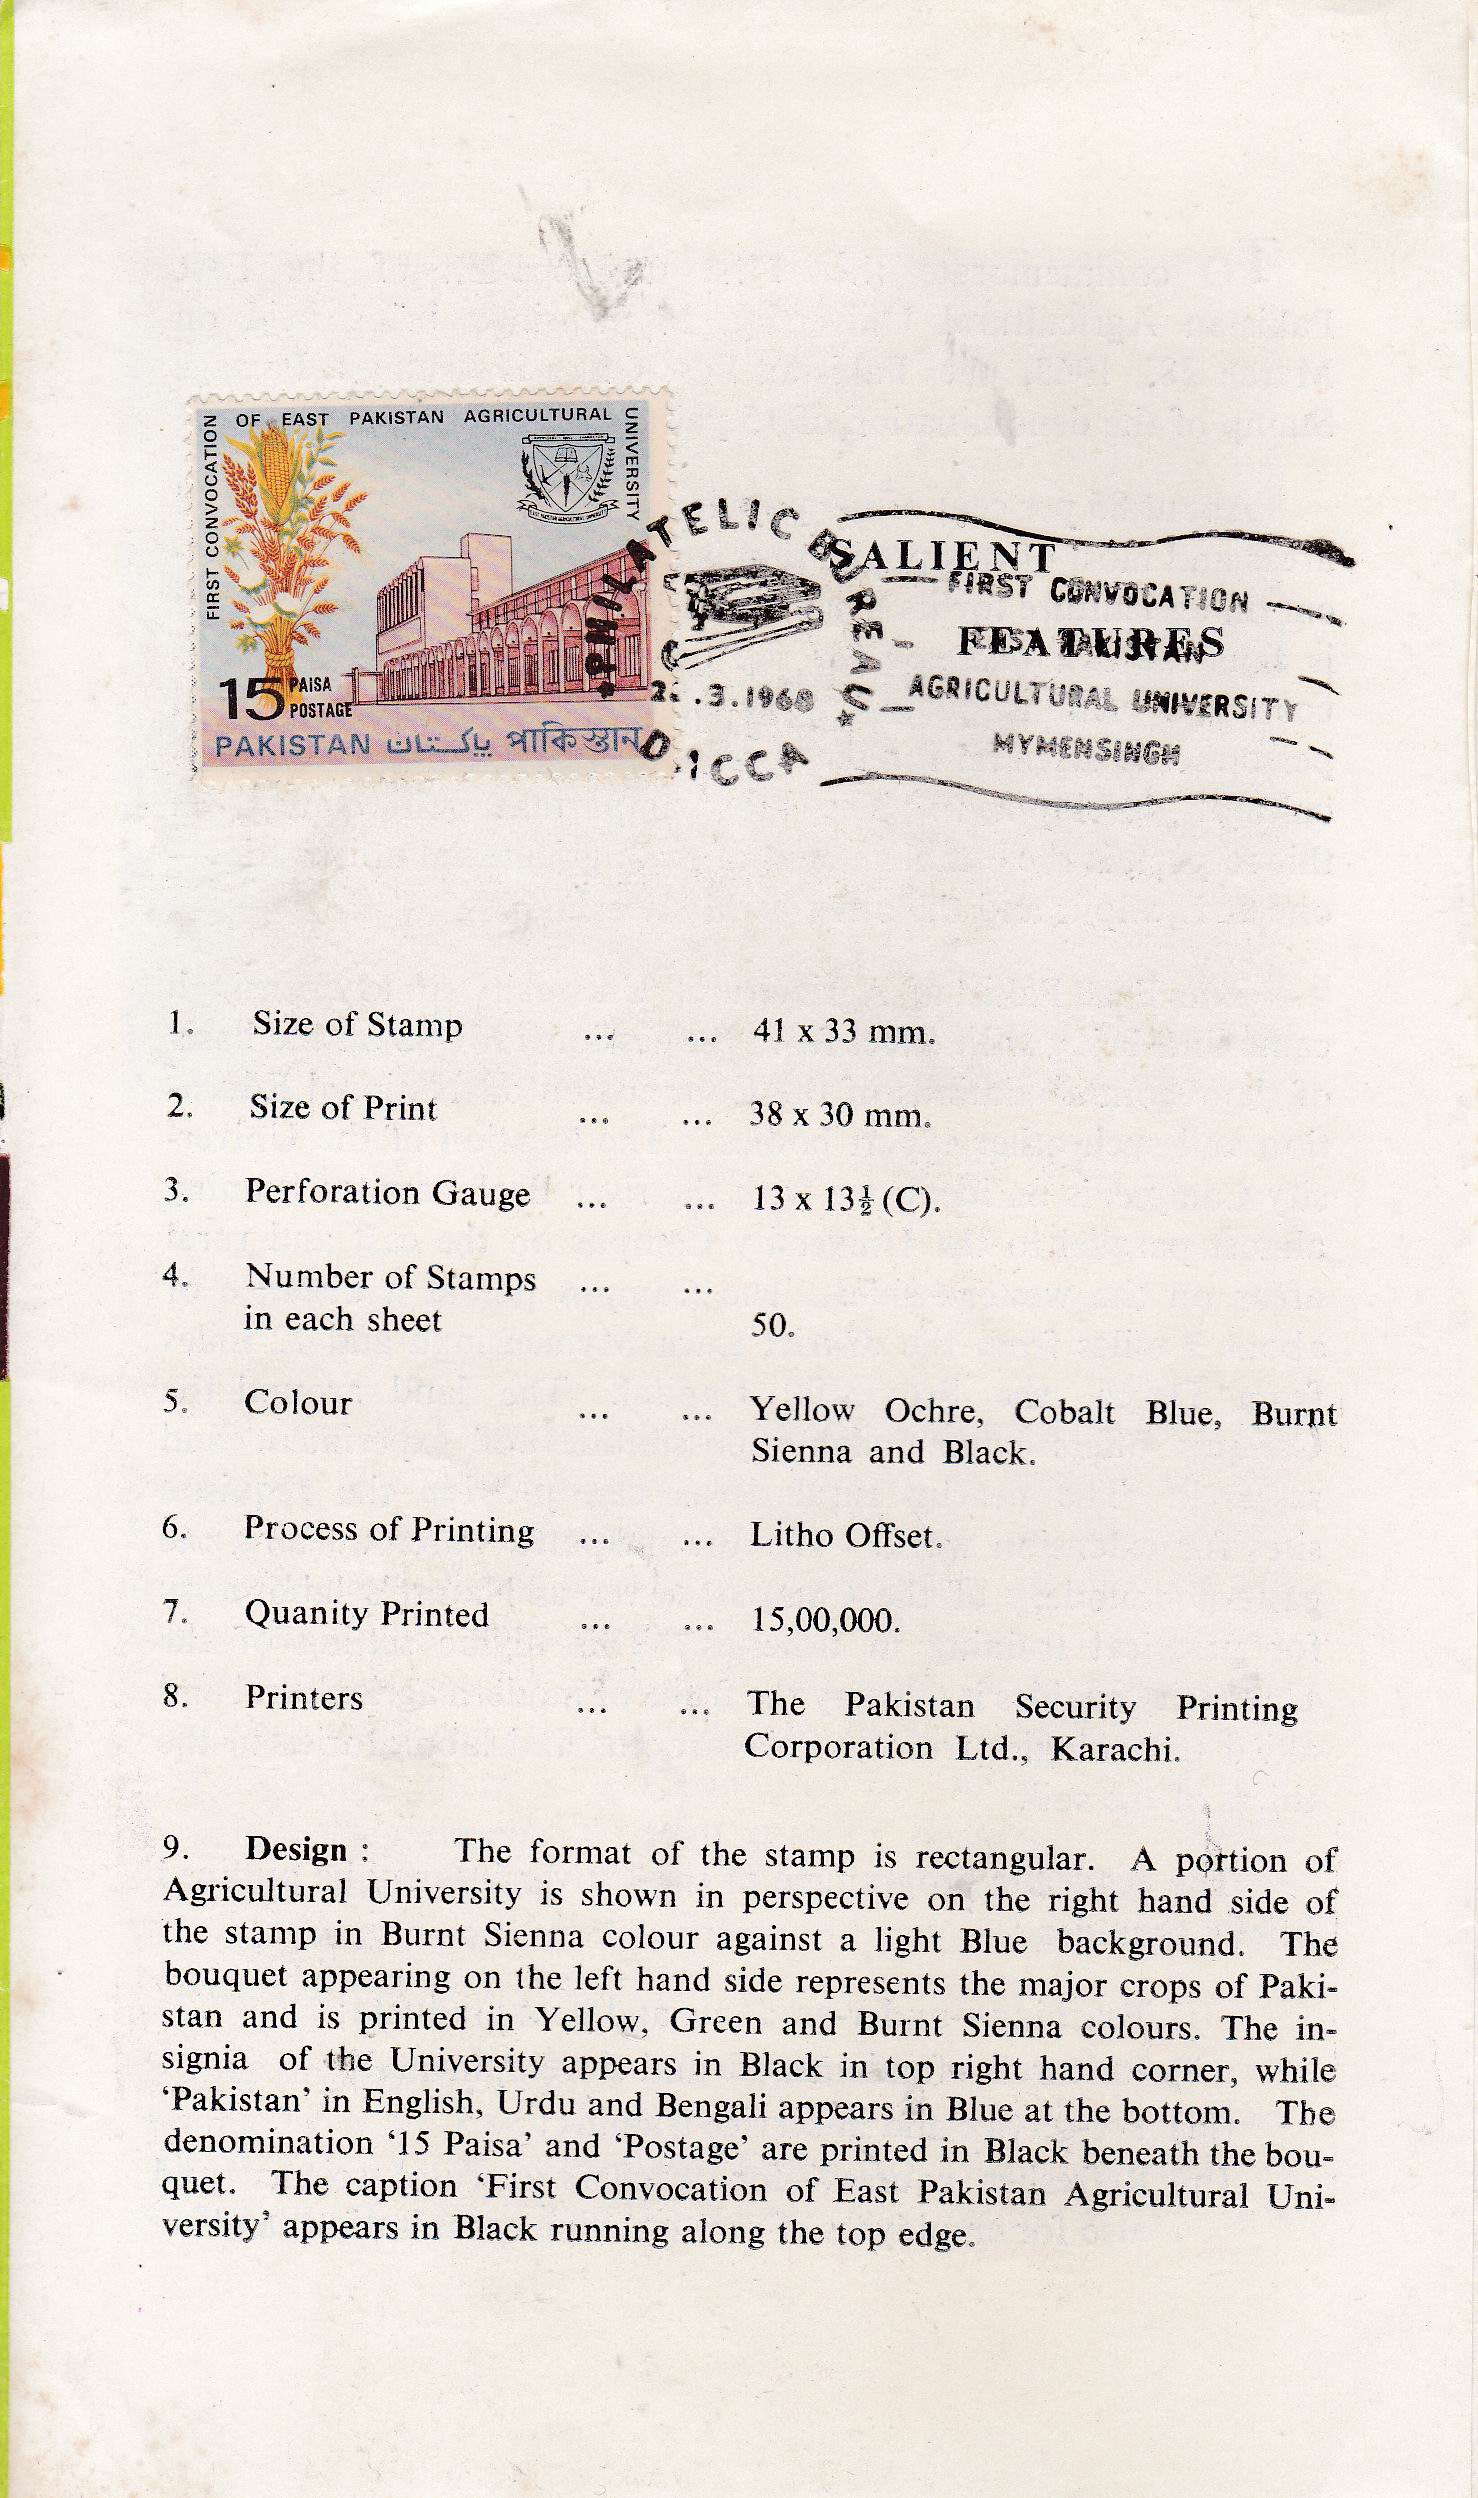 FIRST CONVOCATION OF EAST PAKISTAN AGRICULTURAL UNIVERSITY
15 PAISA
POSTAGE
PAKISTAN پاکستان পাকিস্তান
PHILATELIC BUREAU
.3.1968
DACCA
SALIENT
FEATURES
FIRST CONVOCATION
EAST PAKISTAN
AGRICULTURAL UNIVERSITY
MYMENSINGH
1. Size of Stamp ... ... 41 x 33 mm.
2. Size of Print ... ... 38 x 30 mm.
3. Perforation Gauge ... ... 13 x 13½ (C).
4. Number of Stamps ... ...
in each sheet 50.
5. Colour ... ... Yellow Ochre, Cobalt Blue, Burnt
Sienna and Black.
6. Process of Printing ... ... Litho Offset.
7. Quanity Printed ... ... 15,00,000.
8. Printers ... ... The Pakistan Security Printing
Corporation Ltd., Karachi.
9. Design : The format of the stamp is rectangular. A portion of
Agricultural University is shown in perspective on the right hand side of
the stamp in Burnt Sienna colour against a light Blue background. The
bouquet appearing on the left hand side represents the major crops of Paki-
stan and is printed in Yellow, Green and Burnt Sienna colours. The in-
signia of the University appears in Black in top right hand corner, while
‘Pakistan’ in English, Urdu and Bengali appears in Blue at the bottom. The
denomination ‘15 Paisa’ and ‘Postage’ are printed in Black beneath the bou-
quet. The caption ‘First Convocation of East Pakistan Agricultural Uni-
versity’ appears in Black running along the top edge.